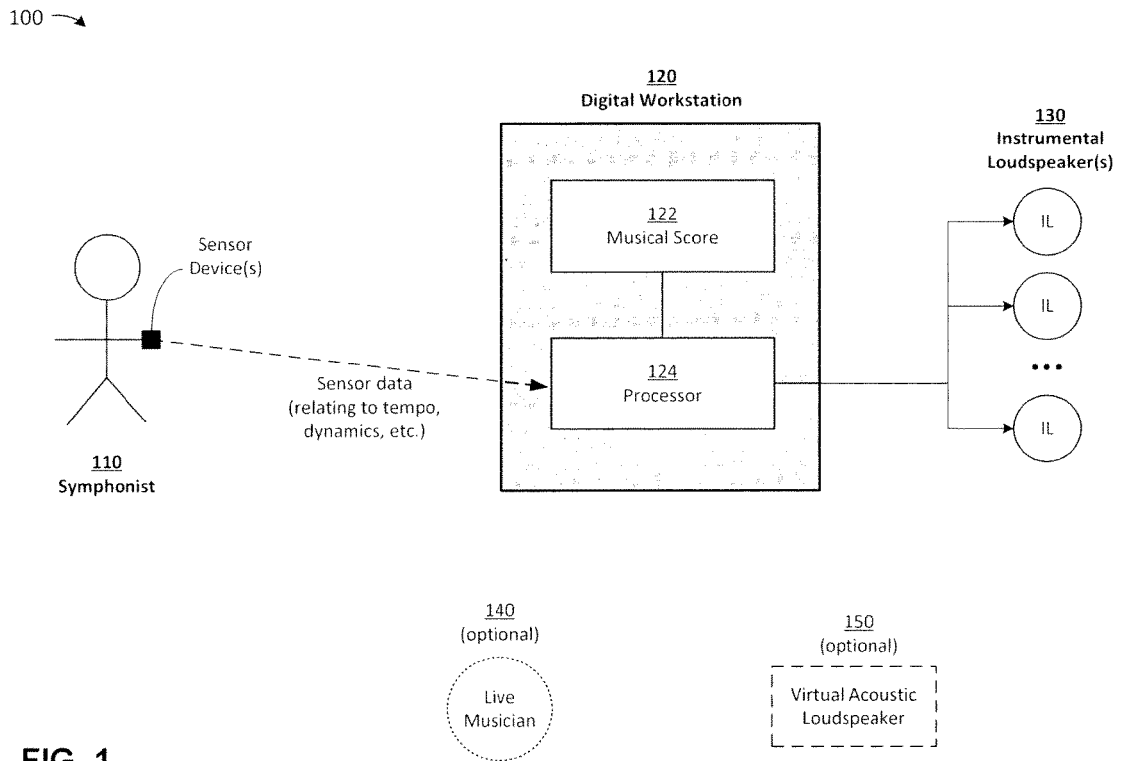 100
120
Digital Workstation
130
Instrumental
Loudspeaker(s)
122
Musical Score
IL
Sensor
Device(s)
IL
...
124
Processor
Sensor data
(relating to tempo,
dynamics, etc.)
IL
110
Symphonist
140
(optional)
Live
Musician
150
(optional)
Virtual Acoustic
Loudspeaker
FIG. 1